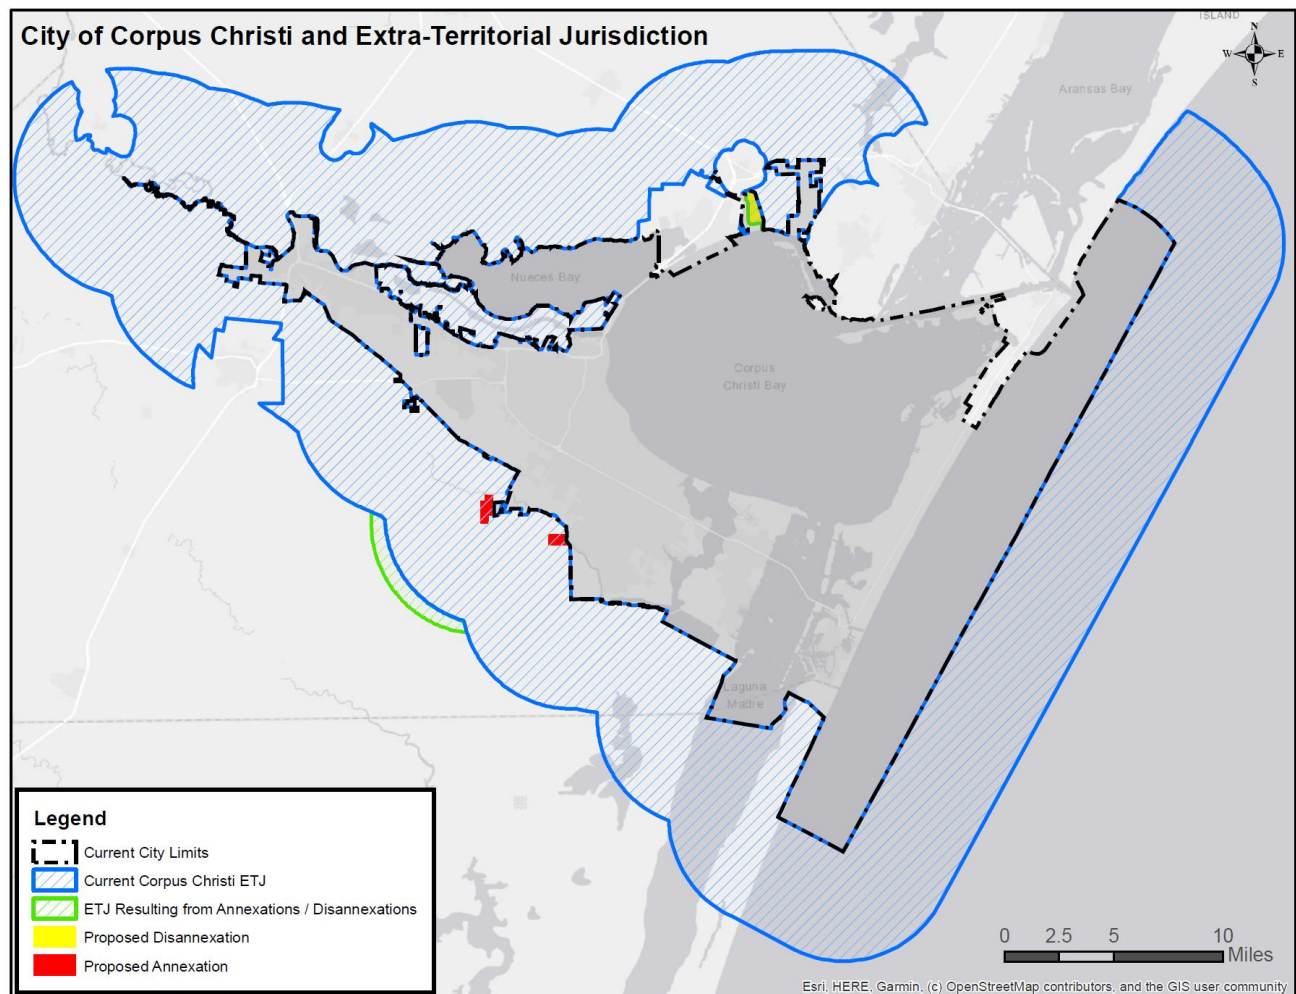 City of Corpus Christi and Extra-Territorial Jurisdiction
ISLAND
N
W E
S
Aransas Bay
Nueces Bay
Corpus
Christi Bay
Laguna
Madre
Legend
Current City Limits
Current Corpus Christi ETJ
ETJ Resulting from Annexations / Disannexations
Proposed Disannexation
Proposed Annexation
0 2.5 5 10
Miles
Esri, HERE, Garmin, (c) OpenStreetMap contributors, and the GIS user community